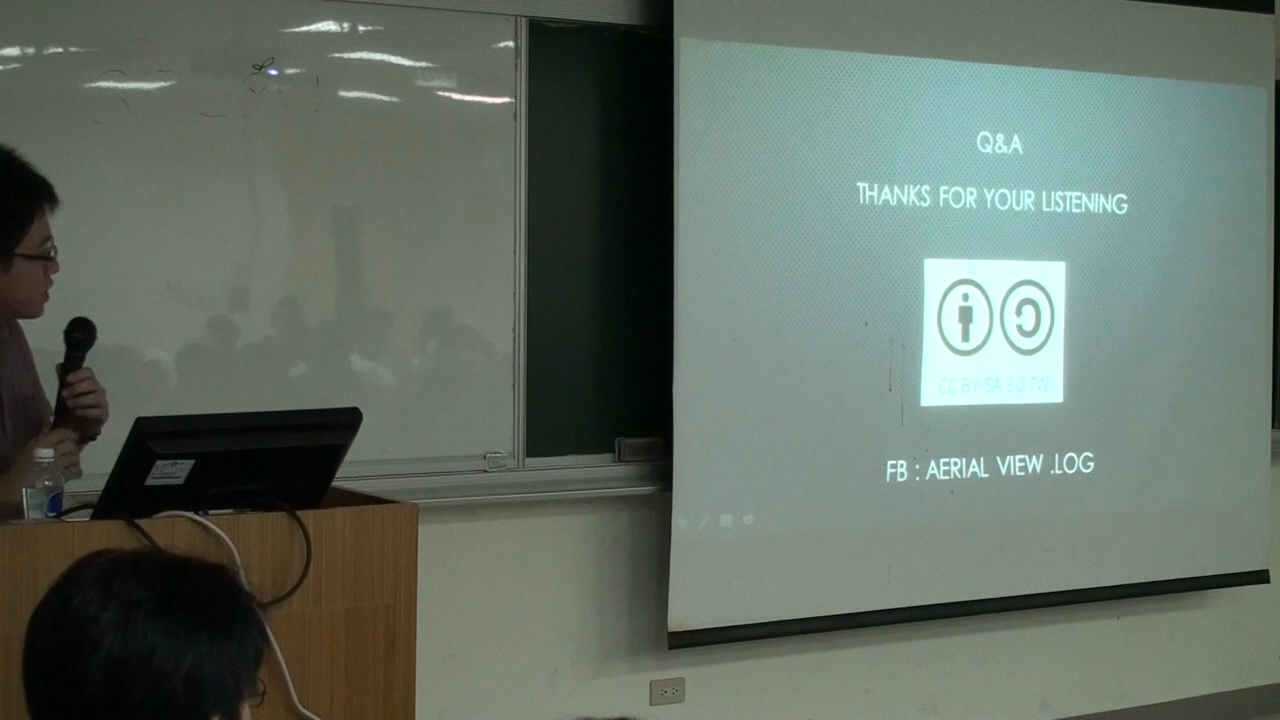 Q&A
THANKS FOR YOUR LISTENING
CC BY-SA 3.0 TW
FB : AERIAL VIEW .LOG